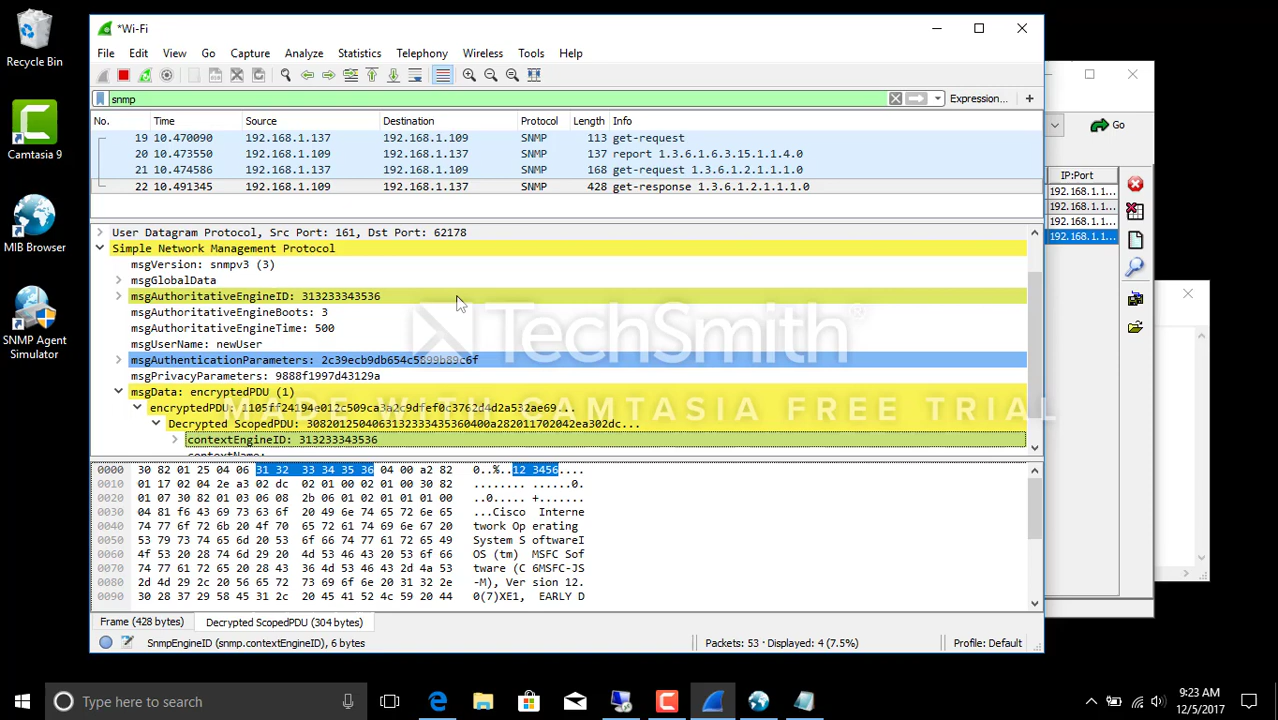 Recycle Bin
Camtasia 9
MIB Browser
SNMP Agent
Simulator
*Wi-Fi
File Edit View Go Capture Analyze Statistics Telephony Wireless Tools Help
snmp
Expression... +
No. Time Source Destination Protocol Length Info
19 10.470090 192.168.1.137 192.168.1.109 SNMP 113 get-request
20 10.473550 192.168.1.109 192.168.1.137 SNMP 137 report 1.3.6.1.6.3.15.1.1.4.0
21 10.474586 192.168.1.137 192.168.1.109 SNMP 168 get-request 1.3.6.1.2.1.1.1.0
22 10.491345 192.168.1.109 192.168.1.137 SNMP 428 get-response 1.3.6.1.2.1.1.1.0
User Datagram Protocol, Src Port: 161, Dst Port: 62178
Simple Network Management Protocol
msgVersion: snmpv3 (3)
msgGlobalData
msgAuthoritativeEngineID: 313233343536
msgAuthoritativeEngineBoots: 3
msgAuthoritativeEngineTime: 500
msgUserName: newUser
msgAuthenticationParameters: 2c39ecb9db654c5899b89c6f
msgPrivacyParameters: 9888f1997d43129a
msgData: encryptedPDU (1)
encryptedPDU: 1105ff24194e012c509ca3a2c9dfef0c3762d4d2a532ae69...
Decrypted ScopedPDU: 3082012504063132333435360400a282011702042ea302dc...
contextEngineID: 313233343536
contextName:
TechSmith
MADE WITH CAMTASIA FREE TRIAL
0000 30 82 01 25 04 06 31 32 33 34 35 36 04 00 a2 82 0..%..12 3456....
0010 01 17 02 04 2e a3 02 dc 02 01 00 02 01 00 30 82 ........ ......0.
0020 01 07 30 82 01 03 06 08 2b 06 01 02 01 01 01 00 ..0..... +.......
0030 04 81 f6 43 69 73 63 6f 20 49 6e 74 65 72 6e 65 ...Cisco Interne
0040 74 77 6f 72 6b 20 4f 70 65 72 61 74 69 6e 67 20 twork Op erating
0050 53 79 73 74 65 6d 20 53 6f 66 74 77 61 72 65 49 System S oftwareI
0060 4f 53 20 28 74 6d 29 20 4d 53 46 43 20 53 6f 66 OS (tm) MSFC Sof
0070 74 77 61 72 65 20 28 43 36 4d 53 46 43 2d 4a 53 tware (C 6MSFC-JS
0080 2d 4d 29 2c 20 56 65 72 73 69 6f 6e 20 31 32 2e -M), Ver sion 12.
0090 30 28 37 29 58 45 31 2c 20 45 41 52 4c 59 20 44 0(7)XE1, EARLY D
Frame (428 bytes) Decrypted ScopedPDU (304 bytes)
SnmpEngineID (snmp.contextEngineID), 6 bytes Packets: 53 · Displayed: 4 (7.5%) Profile: Default
Go
IP:Port
192.168.1.1...
192.168.1.1...
192.168.1.1...
192.168.1.1...
Type here to search
9:23 AM
12/5/2017